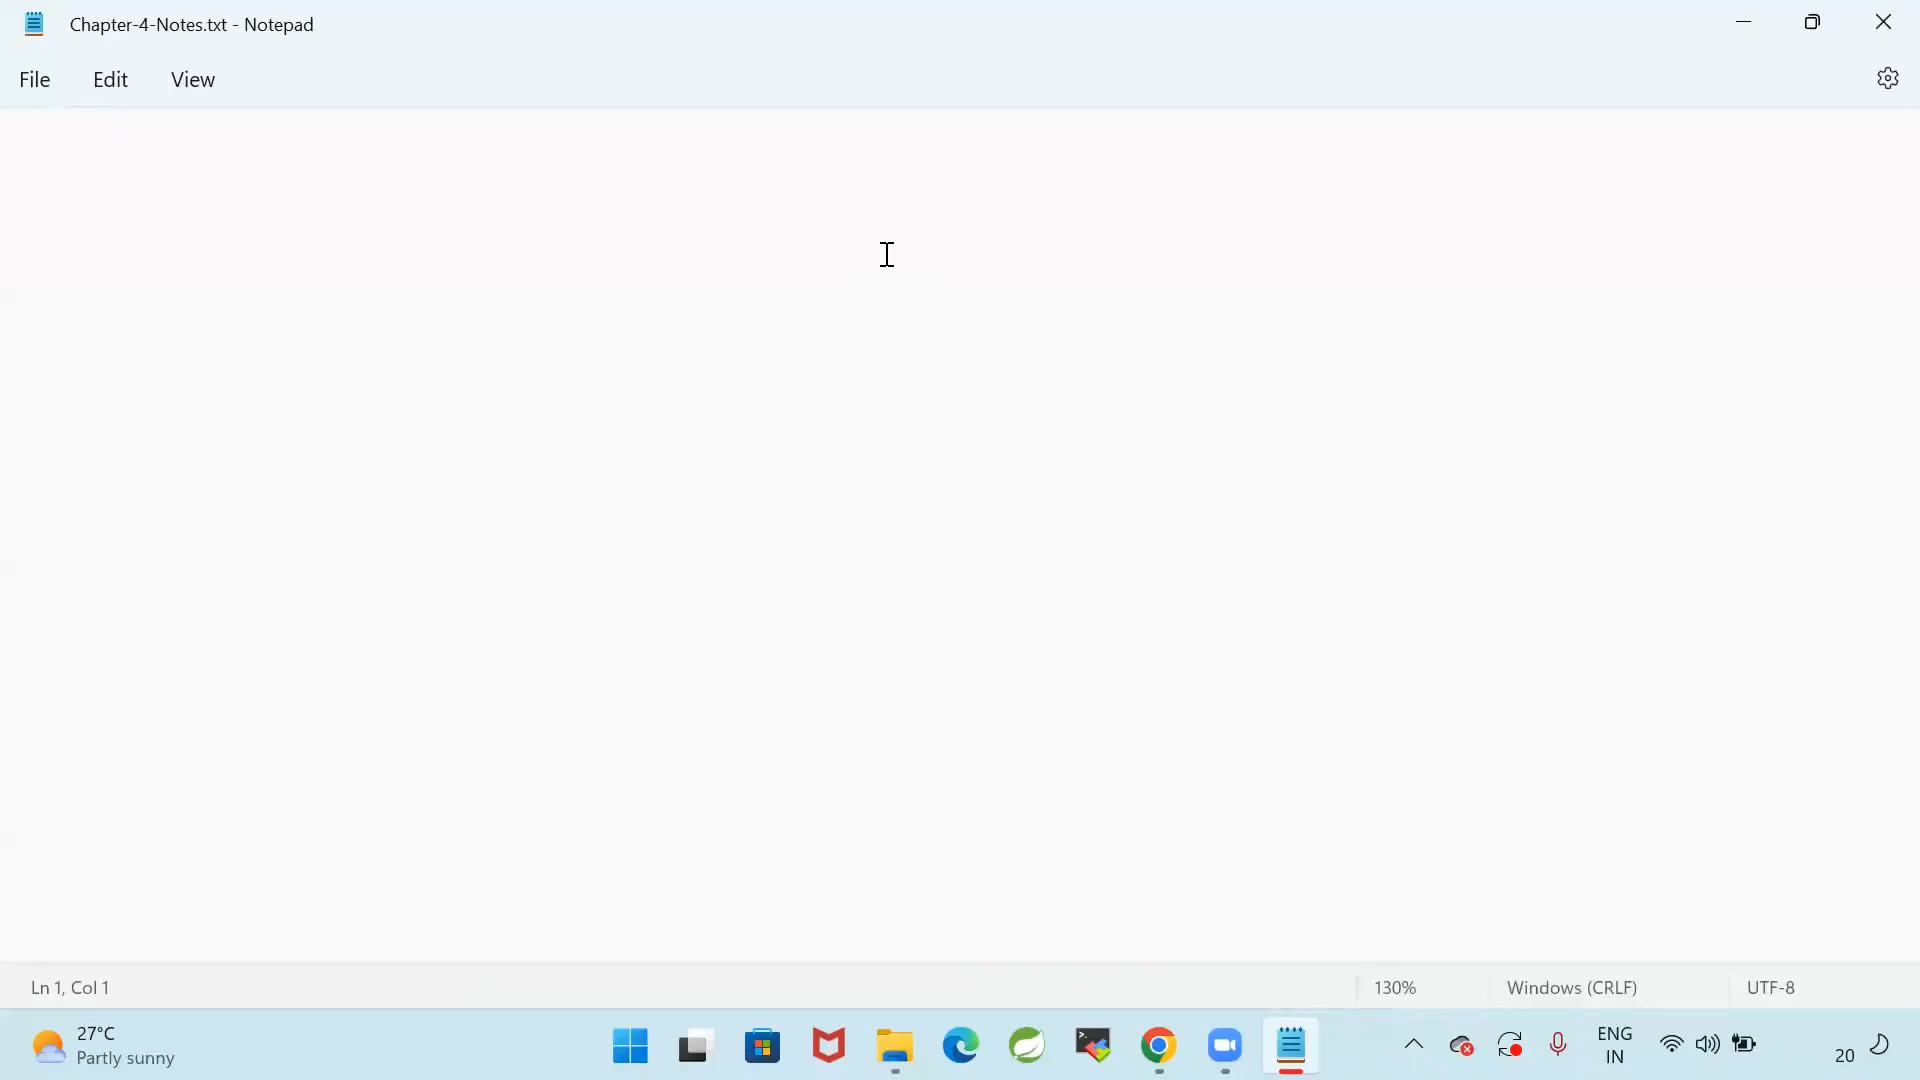 Chapter-4-Notes.txt - Notepad
File Edit View
Ln 1, Col 1 130% Windows (CRLF) UTF-8
27°C
Partly sunny
ENG
IN
20